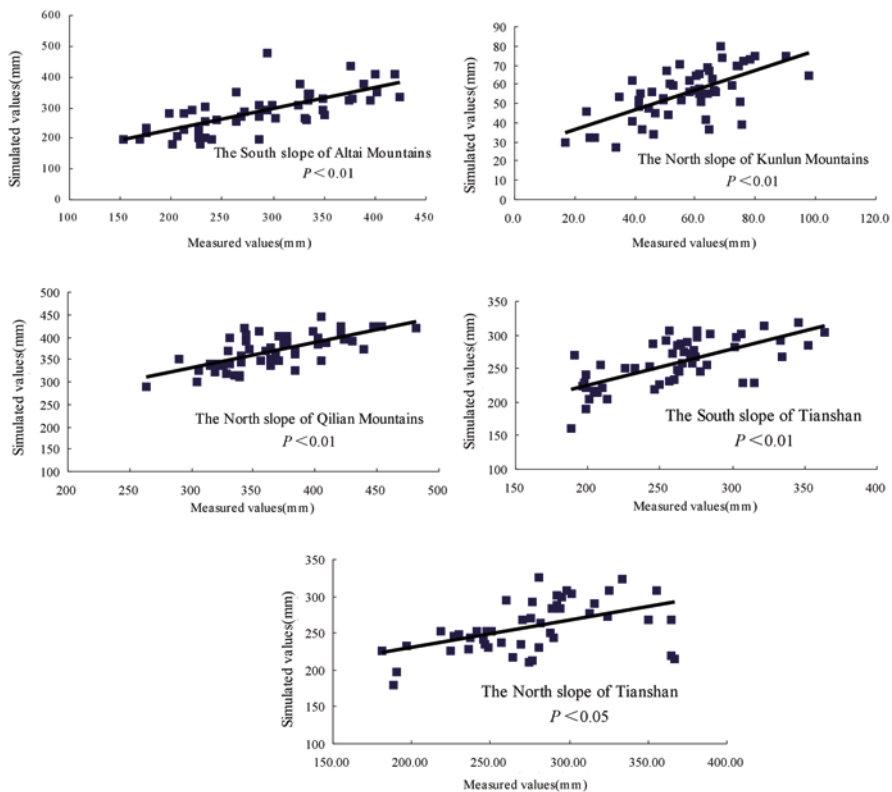 600
500
400
300
200
100
0
Simulated values(mm)
The South slope of Altai Mountains
P<0.01
100 150 200 250 300 350 400 450
Measured values(mm)
90
80
70
60
50
40
30
20
10
0
Simulated values(mm)
The North slope of Kunlun Mountains
P<0.01
0.0 20.0 40.0 60.0 80.0 100.0 120.0
Measured values(mm)
500
450
400
350
300
250
200
150
100
Simulated values(mm)
The North slope of Qilian Mountains
P<0.01
200 250 300 350 400 450 500
Measured values(mm)
350
300
250
200
150
100
Simulated values(mm)
The South slope of Tianshan
P<0.01
150 200 250 300 350 400
Measured values(mm)
350
300
250
200
150
100
Simulated values(mm)
The North slope of Tianshan
P<0.05
150.00 200.00 250.00 300.00 350.00 400.00
Measured values(mm)